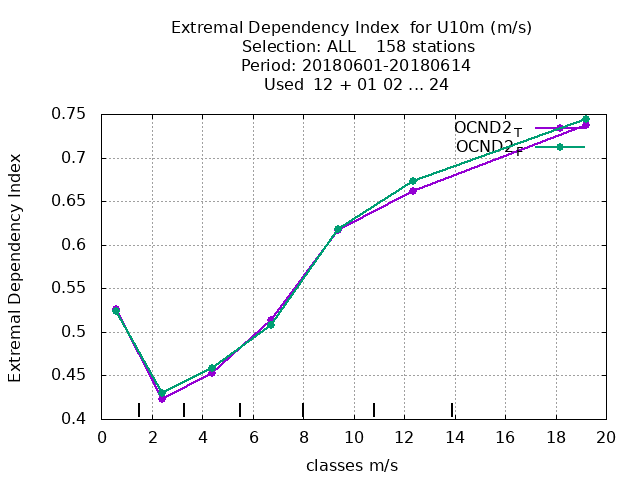 Extremal Dependency Index for U10m (m/s)
Selection: ALL 158 stations
Period: 20180601-20180614
Used 12 + 01 02 ... 24
OCND2T
OCND2F
0.75
0.7
0.65
0.6
0.55
0.5
0.45
0.4
Extremal Dependency Index
0 2 4 6 8 10 12 14 16 18 20
classes m/s